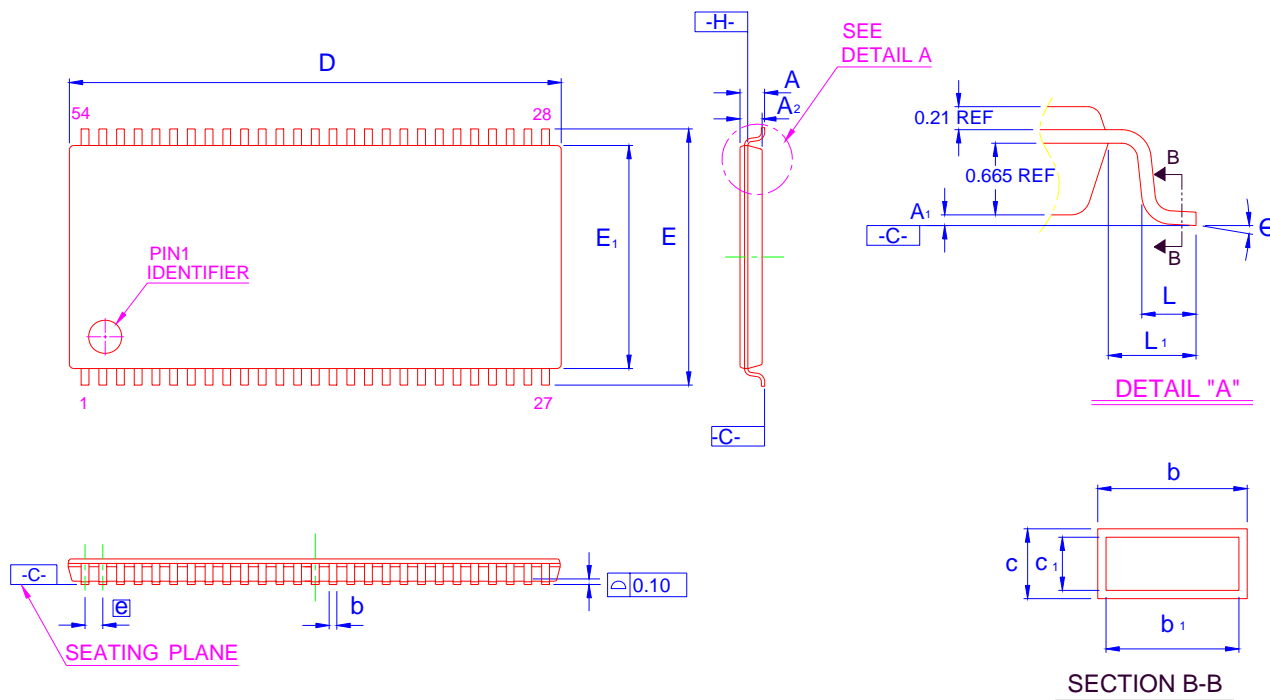 -H-
SEE
DETAIL A
D
A
A2
54
28
0.21 REF
B
0.665 REF
E1
E
A1
-C-
B
PIN1
IDENTIFIER
L
L1
DETAIL "A"
1
27
-C-
b
-C-
0.10
c
c1
e
b
b1
SEATING PLANE
SECTION B-B